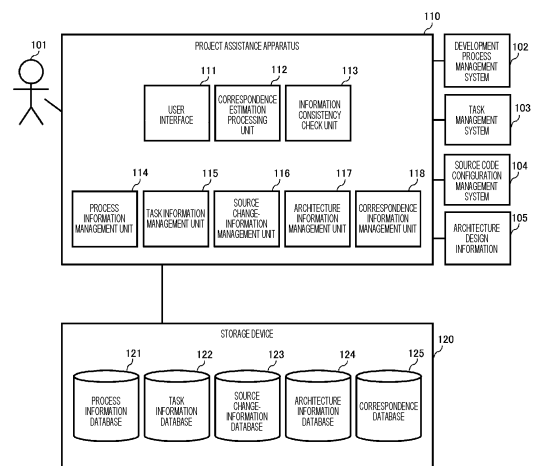 110
101
PROJECT ASSISTANCE APPARATUS
111
112
113
USER
INTERFACE
CORRESPONDENCE
ESTIMATION
PROCESSING
UNIT
INFORMATION
CONSISTENCY
CHECK UNIT
114
115
116
117
118
PROCESS
INFORMATION
MANAGEMENT UNIT
TASK INFORMATION
MANAGEMENT UNIT
SOURCE
CHANGE-
INFORMATION
MANAGEMENT UNIT
ARCHITECTURE
INFORMATION
MANAGEMENT UNIT
CORRESPONDENCE
INFORMATION
MANAGEMENT UNIT
DEVELOPMENT
PROCESS
MANAGEMENT
SYSTEM
102
TASK
MANAGEMENT
SYSTEM
103
SOURCE CODE
CONFIGURATION
MANAGEMENT
SYSTEM
104
ARCHITECTURE
DESIGN
INFORMATION
105
STORAGE DEVICE
120
121
122
123
124
125
PROCESS
INFORMATION
DATABASE
TASK
INFORMATION
DATABASE
SOURCE
CHANGE-
INFORMATION
DATABASE
ARCHITECTURE
INFORMATION
DATABASE
CORRESPONDENCE
DATABASE